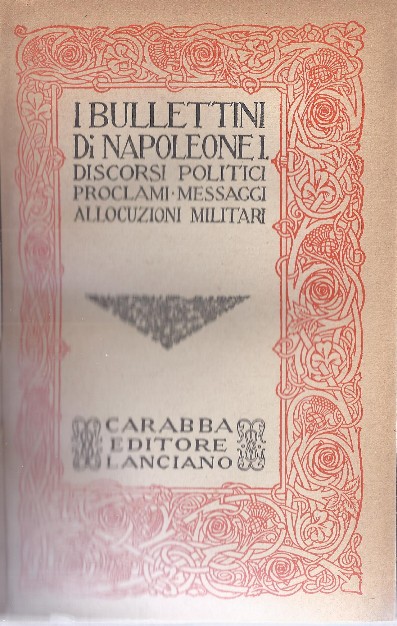 I BULLETTINI
Di NAPOLEONE I.
DISCORSI POLITICI
PROCLAMI · MESSAGGI
ALLOCUZIONI MILITARI
CARABBA
EDITORE
LANCIANO